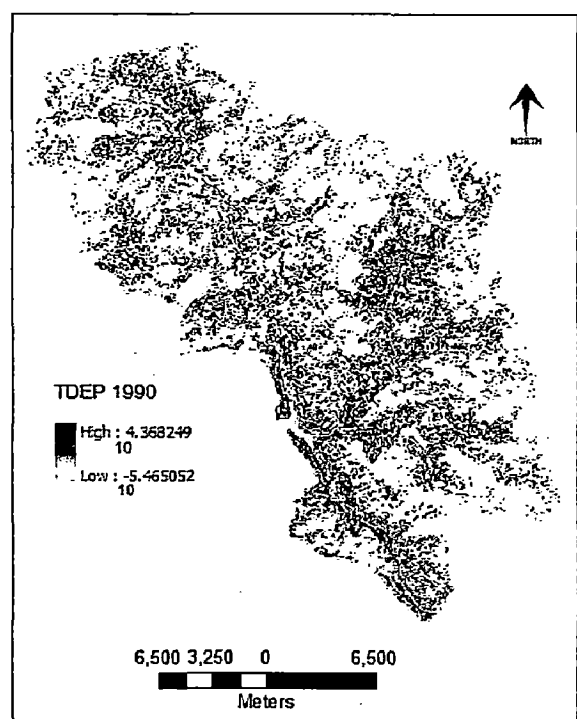 NORTH
TDEP 1990
High : 4.368249
10
Low : -5.465052
10
6,500 3,250 0 6,500
Meters